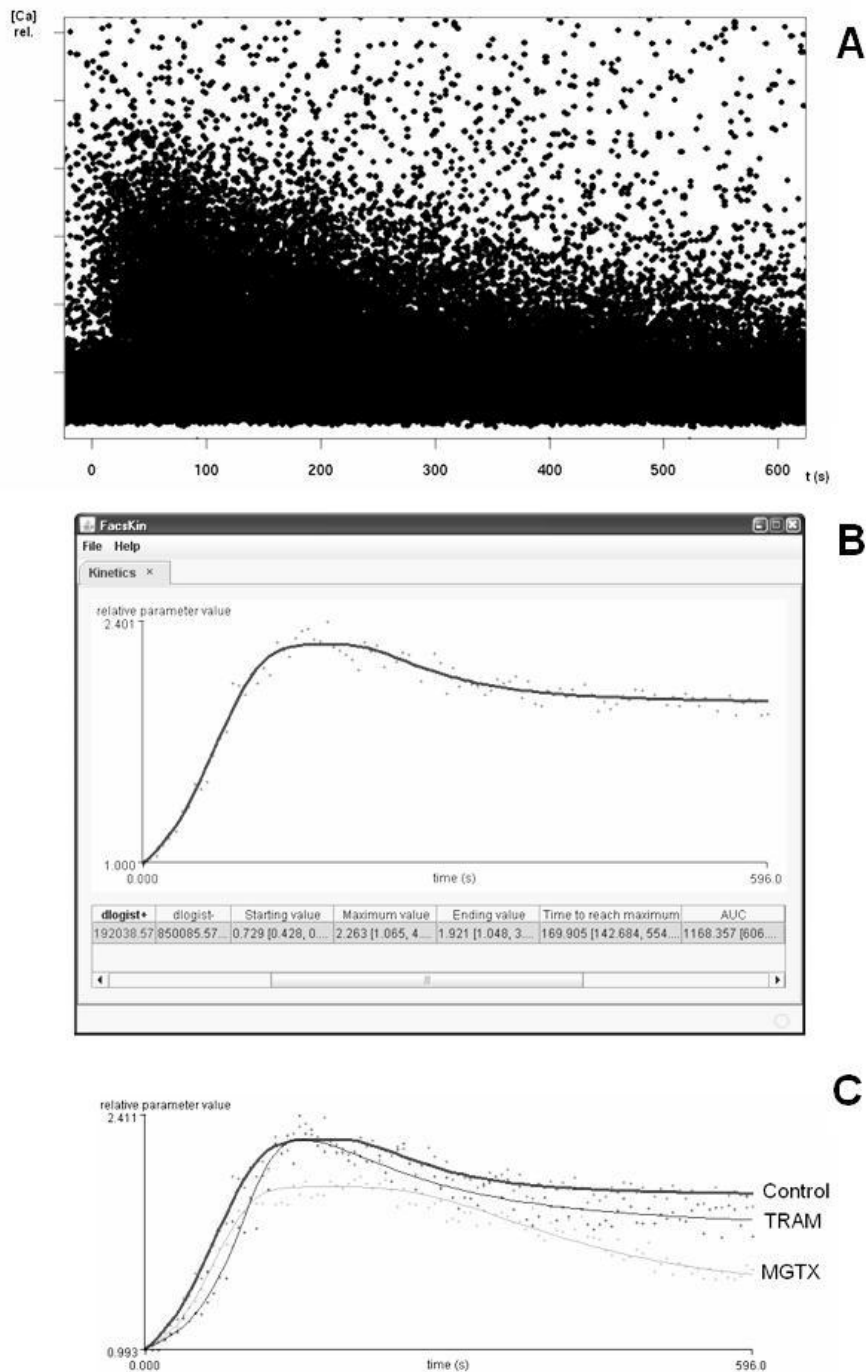 [Ca]
rel.
A
0 100 200 300 400 500 600 t (s)
B
FacsKin
File Help
Kinetics ×
relative parameter value
2.401
1.000
0.000 time (s) 596.0
dlogist+ dlogist- Starting value Maximum value Ending value Time to reach maximum AUC
192038.57 850085.57... 0.729 [0.428, 0.... 2.263 [1.065, 4.... 1.921 [1.048, 3.... 169.905 [142.684, 554.... 1168.357 [606....
C
relative parameter value
2.411
Control
TRAM
MGTX
0.993
0.000 time (s) 596.0